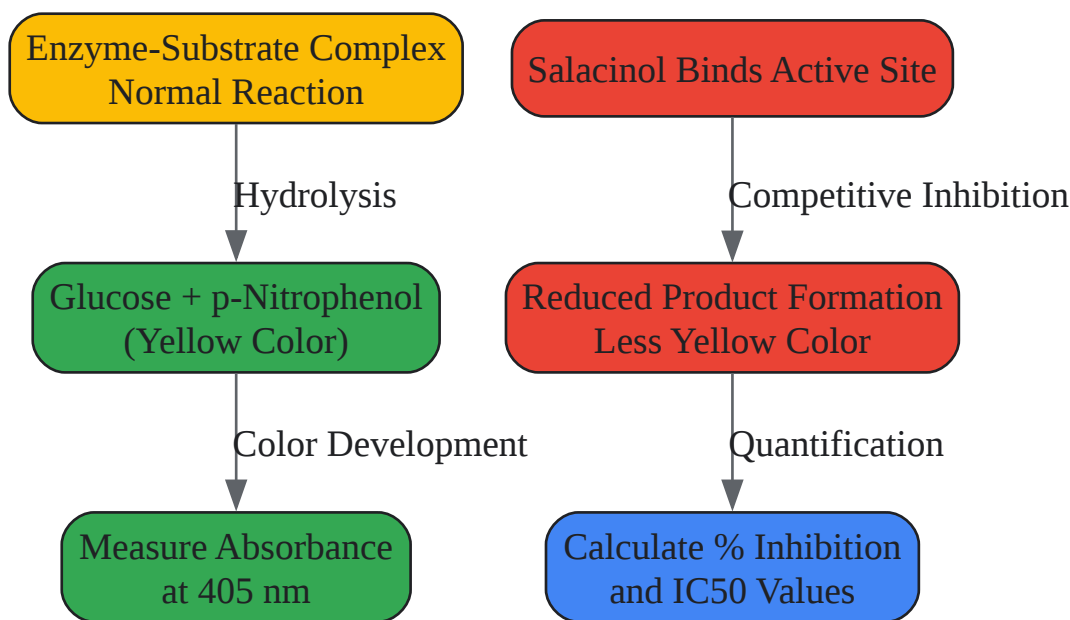 Enzyme-Substrate Complex
Normal Reaction
Salacinol Binds Active Site
Hydrolysis
Competitive Inhibition
Glucose + p-Nitrophenol
(Yellow Color)
Reduced Product Formation
Less Yellow Color
Color Development
Quantification
Measure Absorbance
at 405 nm
Calculate % Inhibition
and IC50 Values